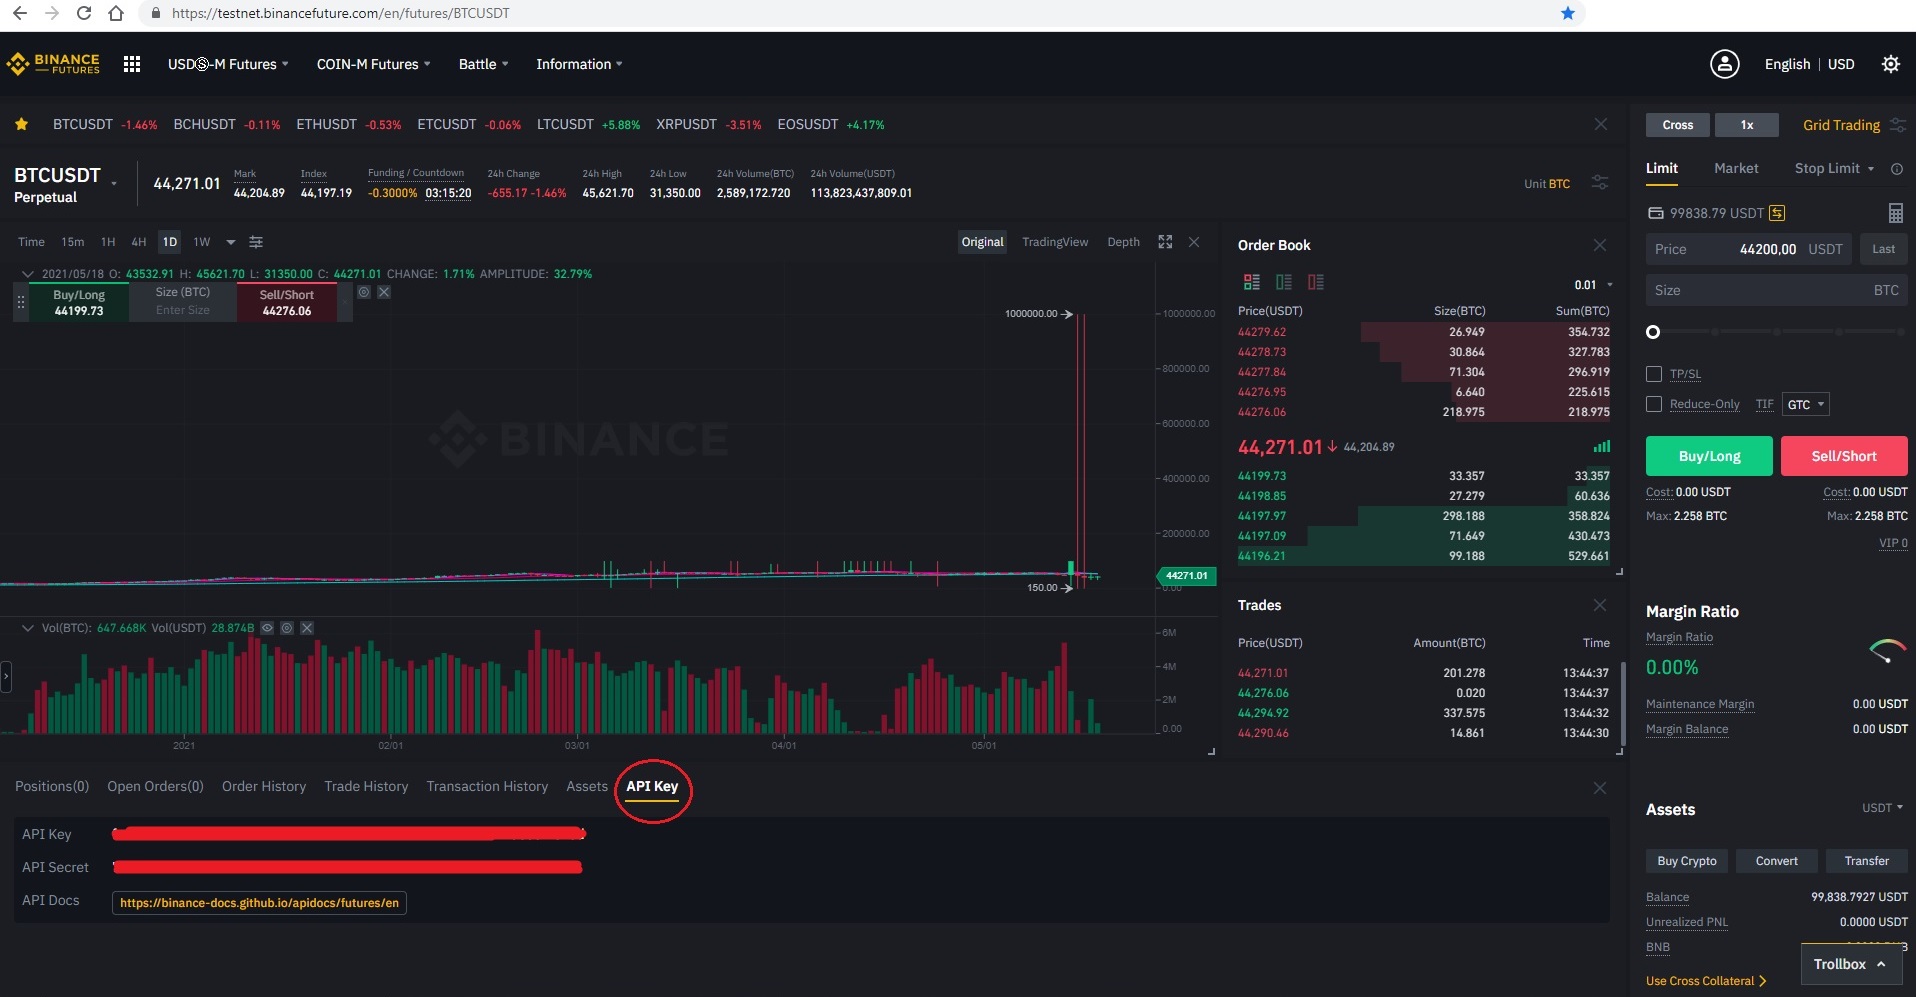 https://testnet.binancefuture.com/en/futures/BTCUSDT
BINANCE
FUTURES
USDⓈ-M Futures COIN-M Futures Battle Information
English | USD
BTCUSDT -1.46% BCHUSDT -0.11% ETHUSDT -0.53% ETCUSDT -0.06% LTCUSDT +5.88% XRPUSDT -3.51% EOSUSDT +4.17%
BTCUSDT
Perpetual
44,271.01
Mark
44,204.89
Index
44,197.19
Funding / Countdown
-0.3000% 03:15:20
24h Change
-655.17 -1.46%
24h High
45,621.70
24h Low
31,350.00
24h Volume(BTC)
2,589,172.720
24h Volume(USDT)
113,823,437,809.01
Unit BTC
Time 15m 1H 4H 1D 1W
Original TradingView Depth
2021/05/18 O: 43532.91 H: 45621.70 L: 31350.00 C: 44271.01 CHANGE: 1.71% AMPLITUDE: 32.79%
Buy/Long
44199.73
Size (BTC)
Enter Size
Sell/Short
44276.06
1000000.00
1000000.00
800000.00
600000.00
400000.00
200000.00
0.00
BINANCE
44271.01
150.00
Vol(BTC): 647.668K Vol(USDT) 28.874B
6M
4M
2M
0.00
2021 02/01 03/01 04/01 05/01
Order Book
0.01
Price(USDT) Size(BTC) Sum(BTC)
44279.62 26.949 354.732
44278.73 30.864 327.783
44277.84 71.304 296.919
44276.95 6.640 225.615
44276.06 218.975 218.975
44,271.01 44,204.89
44199.73 33.357 33.357
44198.85 27.279 60.636
44197.97 298.188 358.824
44197.09 71.649 430.473
44196.21 99.188 529.661
Trades
Price(USDT) Amount(BTC) Time
44,271.01 201.278 13:44:37
44,276.06 0.020 13:44:37
44,294.92 337.575 13:44:32
44,290.46 14.861 13:44:30
Positions(0) Open Orders(0) Order History Trade History Transaction History Assets API Key
API Key
API Secret
API Docs https://binance-docs.github.io/apidocs/futures/en
Cross 1x Grid Trading
Limit Market Stop Limit
99838.79 USDT
Price 44200,00 USDT Last
Size BTC
TP/SL
Reduce-Only TIF GTC
Buy/Long Sell/Short
Cost: 0.00 USDT Cost: 0.00 USDT
Max: 2.258 BTC Max: 2.258 BTC
VIP 0
Margin Ratio
Margin Ratio
0.00%
Maintenance Margin 0.00 USDT
Margin Balance 0.00 USDT
Assets USDT
Buy Crypto Convert Transfer
Balance 99,838.7927 USDT
Unrealized PNL 0.0000 USDT
BNB
Trollbox
Use Cross Collateral